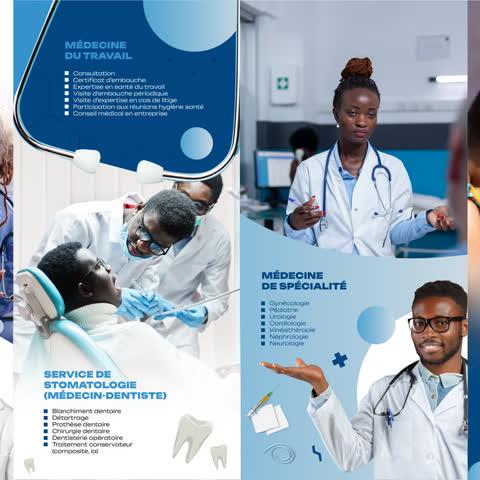 MÉDECINE
DU TRAVAIL
Consultation
Certificat d'embauche
Expertise en santé du travail
Visite d'embauche périodique
Visite d'expertise en cas de litige
Participation aux réunions hygiène santé
Conseil médical en entreprise
SERVICE DE
STOMATOLOGIE
(MÉDECIN-DENTISTE)
Blanchiment dentaire
Détartrage
Prothèse dentaire
Chirurgie dentaire
Dentisterie opératoire
Traitement conservateur
(composite, io)
MÉDECINE
DE SPÉCIALITÉ
Gynécologie
Pédiatrie
Urologie
Cardiologie
Kinésithérapie
Néphrologie
Neurologie